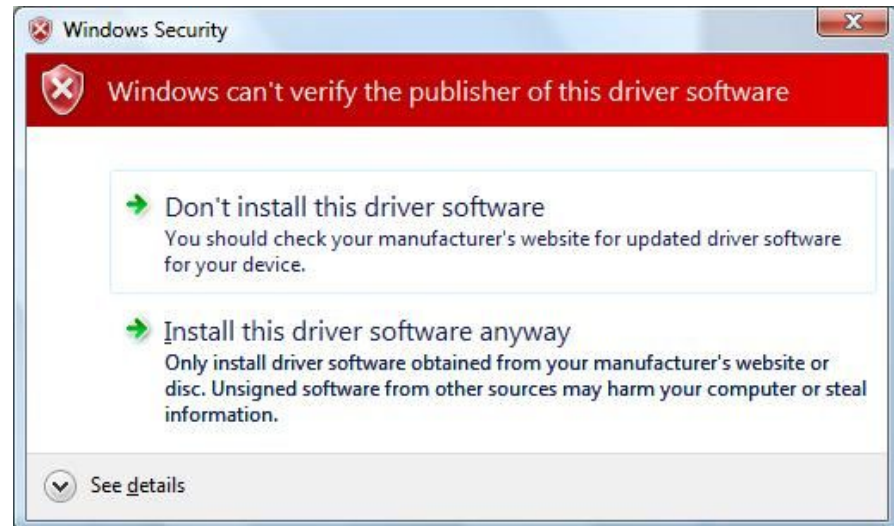 Windows Security
Windows can't verify the publisher of this driver software
Don't install this driver software
You should check your manufacturer's website for updated driver software
for your device.
Install this driver software anyway
Only install driver software obtained from your manufacturer's website or
disc. Unsigned software from other sources may harm your computer or steal
information.
See details